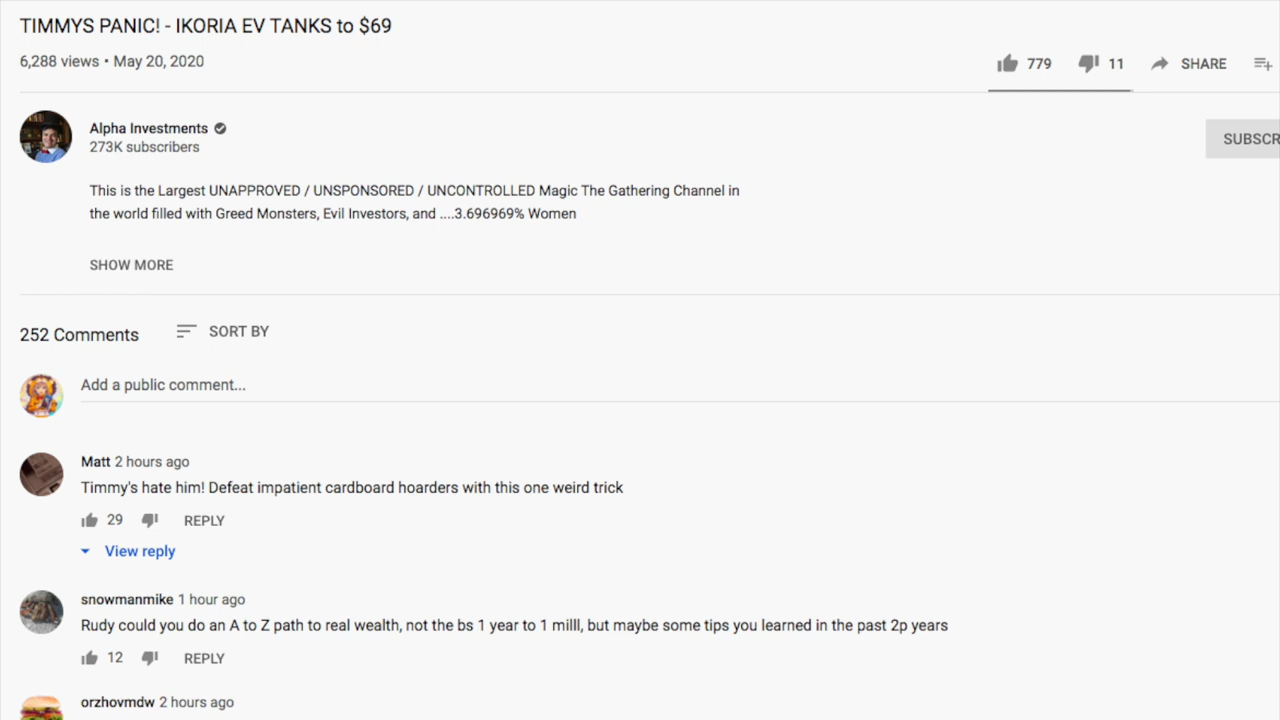 TIMMYS PANIC! - IKORIA EV TANKS to $69
6,288 views • May 20, 2020
779
11
SHARE
Alpha Investments
273K subscribers
SUBSCR
This is the Largest UNAPPROVED / UNSPONSORED / UNCONTROLLED Magic The Gathering Channel in
the world filled with Greed Monsters, Evil Investors, and ....3.696969% Women
SHOW MORE
252 Comments
SORT BY
Add a public comment...
Matt 2 hours ago
Timmy's hate him! Defeat impatient cardboard hoarders with this one weird trick
29
REPLY
View reply
snowmanmike 1 hour ago
Rudy could you do an A to Z path to real wealth, not the bs 1 year to 1 milll, but maybe some tips you learned in the past 2p years
12
REPLY
orzhovmdw 2 hours ago